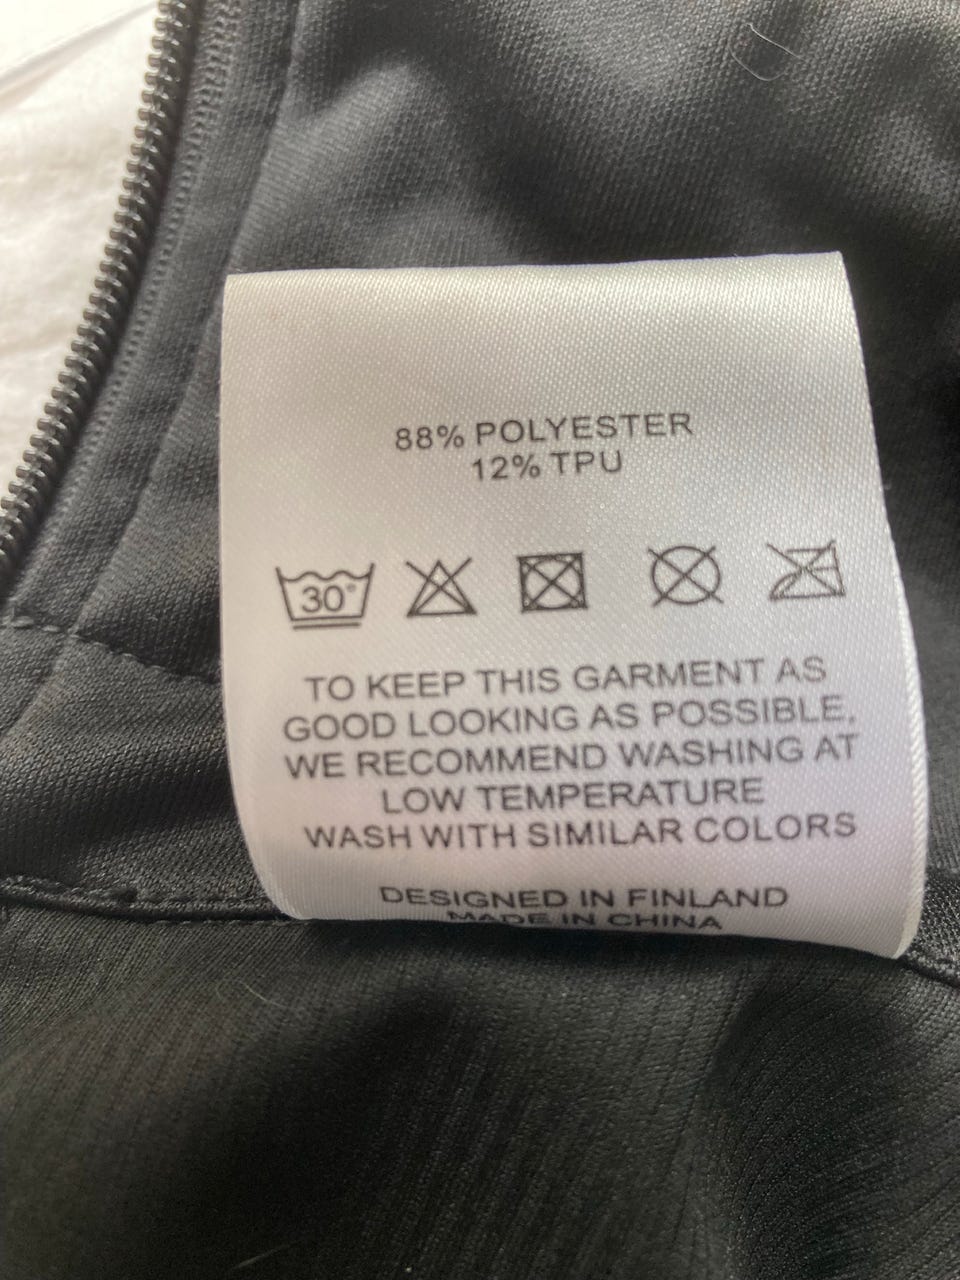 88% POLYESTER
12% TPU
30°
TO KEEP THIS GARMENT AS
GOOD LOOKING AS POSSIBLE,
WE RECOMMEND WASHING AT
LOW TEMPERATURE
WASH WITH SIMILAR COLORS
DESIGNED IN FINLAND
MADE IN CHINA